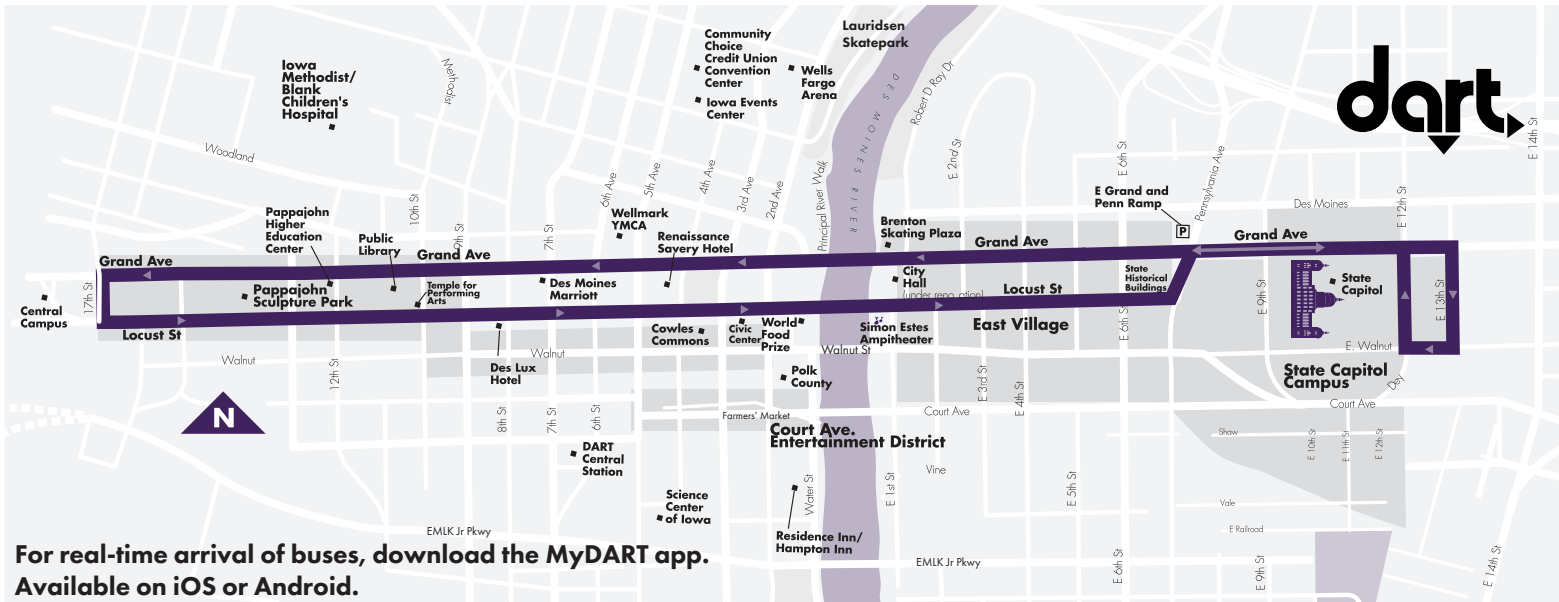 Lauridsen
Skatepark
Community
Choice
Credit Union
Convention
Center
Wells
Fargo
Arena
Iowa Events
Center
Iowa
Methodist/
Blank
Children's
Hospital
Methodist
Woodland
DES MOINES RIVER
Robert D Ray Dr
dart
E 14th St
E 2nd St
E 6th St
Pennsylvania Ave
E 12th St
E Grand and
Penn Ramp
P
Des Moines
6th Ave
5th Ave
4th Ave
3rd Ave
2nd Ave
Principal River Walk
10th St
9th St
7th St
Pappajohn
Higher
Education
Center
Public
Library
Wellmark
YMCA
Renaissance
Savery Hotel
Brenton
Skating Plaza
Grand Ave
Grand Ave
Grand Ave
Grand Ave
17th St
Central
Campus
Pappajohn
Sculpture Park
Temple for
Performing
Arts
Des Moines
Marriott
City
Hall
Locust St
State
Historical
Buildings
State
Capitol
E 9th St
E 13th St
Locust St
Cowles
Commons
Civic
Center
World
Food
Prize
Simon Estes
Ampitheater
East Village
E 6th St
Walnut
Walnut
Walnut St
E. Walnut
12th St
Des Lux
Hotel
Polk
County
E 3rd St
E 4th St
State Capitol
Campus
Dey
N
8th St
7th St
6th St
Farmers' Market
Court Ave
Court Ave
Court Ave.
Entertainment District
Shaw
E 10th St
E 11th St
E 12th St
DART
Central
Station
Vine
Water St
E 1st St
E 5th St
Science
Center
of Iowa
Vale
E Railroad
EMLK Jr Pkwy
Residence Inn/
Hampton Inn
EMLK Jr Pkwy
E 6th St
E 9th St
E 14th St
For real-time arrival of buses, download the MyDART app.
Available on iOS or Android.